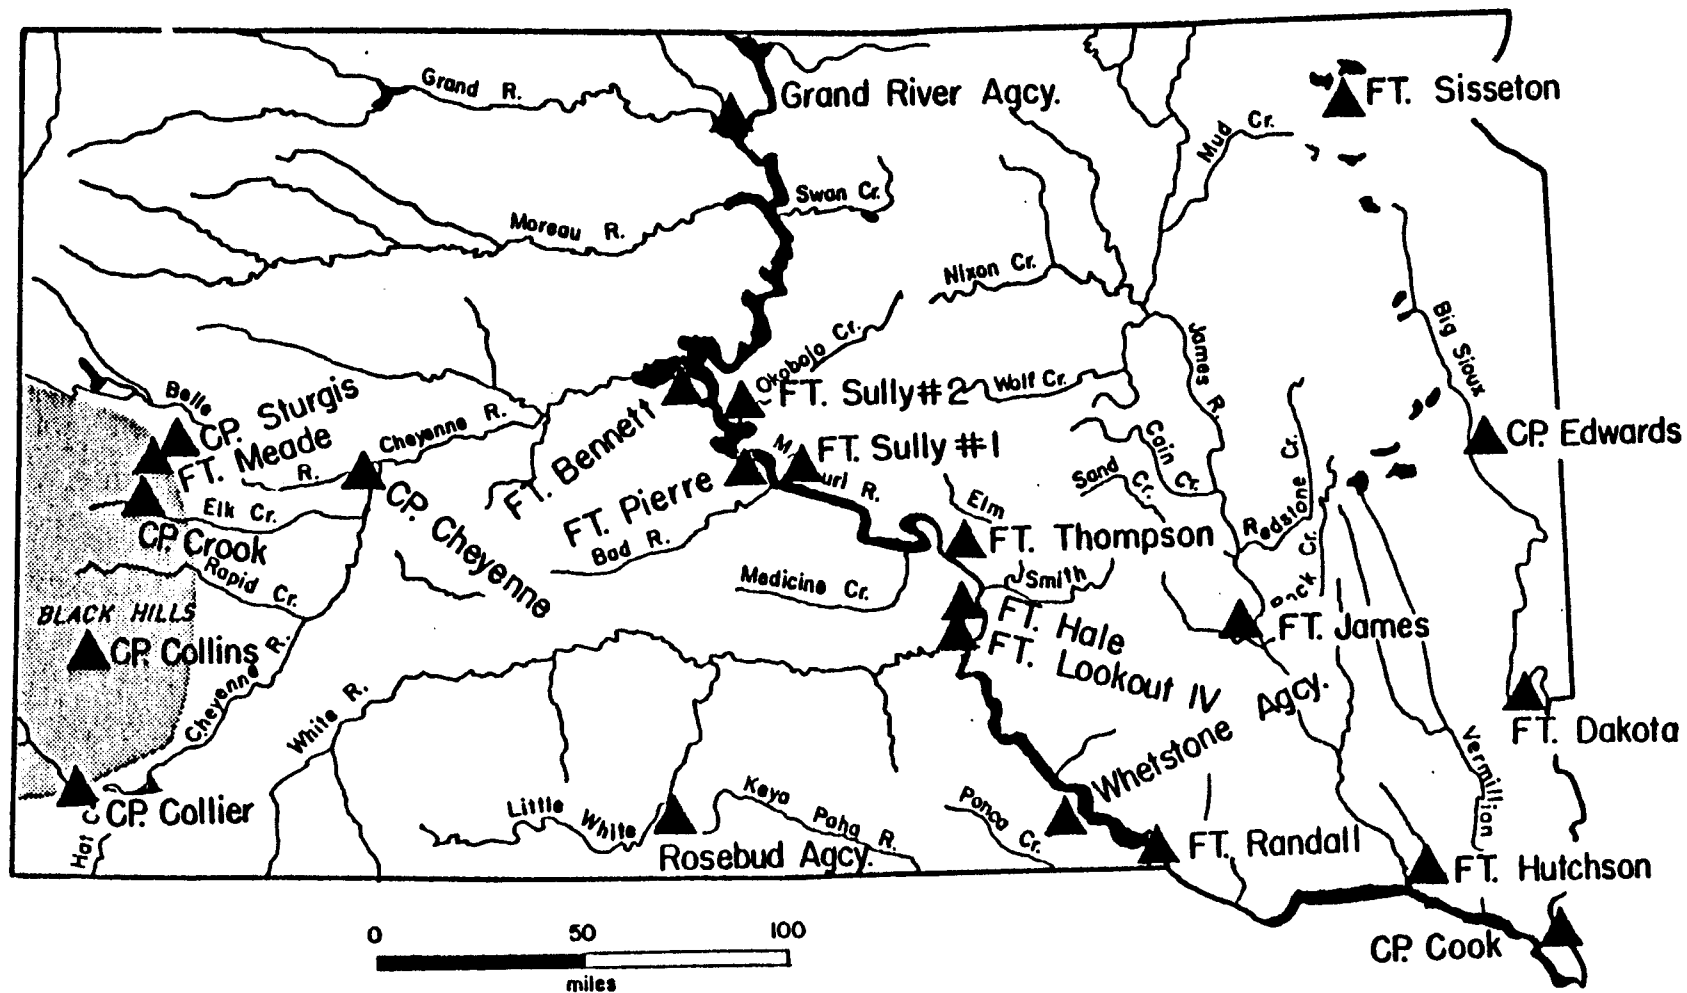 Grand R.
Grand River Agcy.
FT. Sisseton
Mud Cr.
Swan Cr.
Moreau R.
Nixon Cr.
Big Sioux
James R.
Okobojo Cr.
Belle
CP. Sturgis
FT. Meade
R.
Cheyenne R.
FT. Bennett
FT. Sully #2
Wolf Cr.
CP. Edwards
FT. Sully #1
M
uri R.
Cain Cr.
Sand Cr.
Redstone Cr.
Elk Cr.
CP. Crook
CP. Cheyenne
FT. Pierre
Bad R.
Elm
FT. Thompson
Medicine Cr.
Smith
Rapid Cr.
BLACK HILLS
CP. Collins
Cheyenne R.
FT. Hale
FT. Lookout IV
Cr.
FT. James
White R.
Whetstone Agcy.
FT. Dakota
Vermillian
CP. Collier
Hat C
Little White
Keya Paha R.
Rosebud Agcy.
Ponca Cr.
FT. Randall
FT. Hutchson
CP. Cook
0 50 100
miles